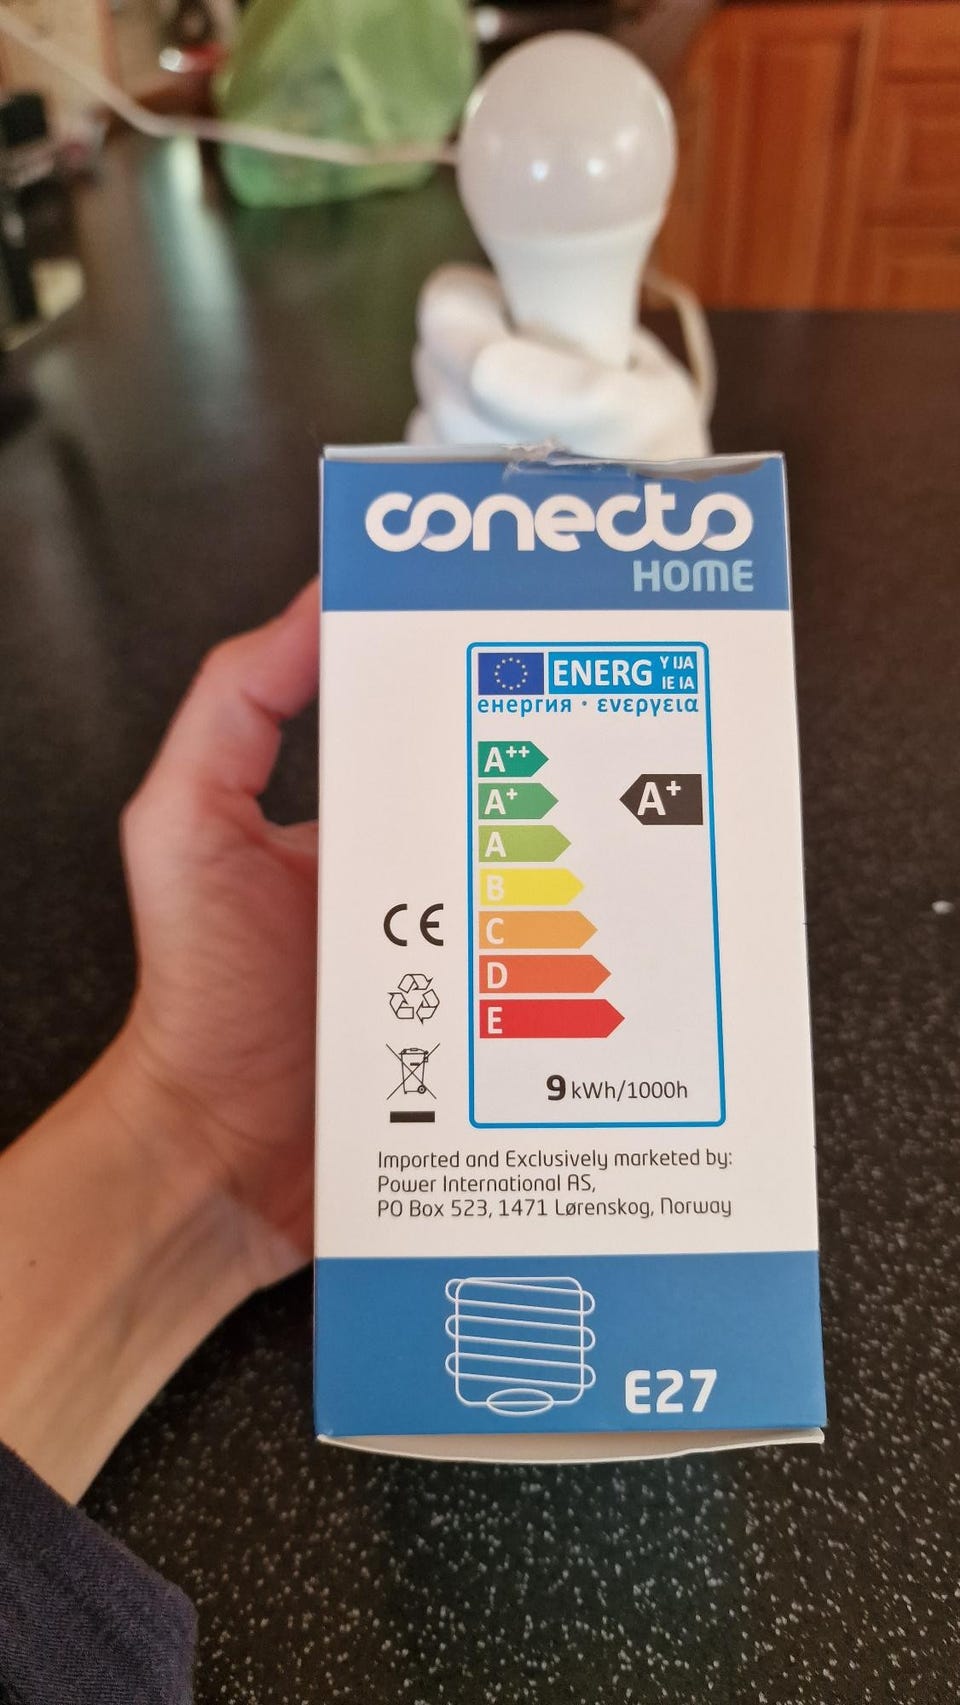 conecto
HOME
ENERG Y IJA
IE IA
енергия · ενεργεια
A++
A+
A+
A
B
C
D
E
CE
9 kWh/1000h
Imported and Exclusively marketed by:
Power International AS,
PO Box 523, 1471 Lørenskog, Norway
E27